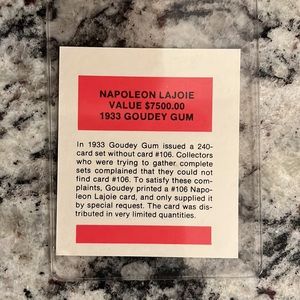 NAPOLEON LAJOIE
VALUE $7500.00
1933 GOUDEY GUM
In 1933 Goudey Gum issued a 240-
card set without card #106. Collectors
who were trying to gather complete
sets complained that they could not
find card #106. To satisfy these com-
plaints, Goudey printed a #106 Napo-
leon Lajoie card, and only supplied it
by special request. The card was dis-
tributed in very limited quantities.